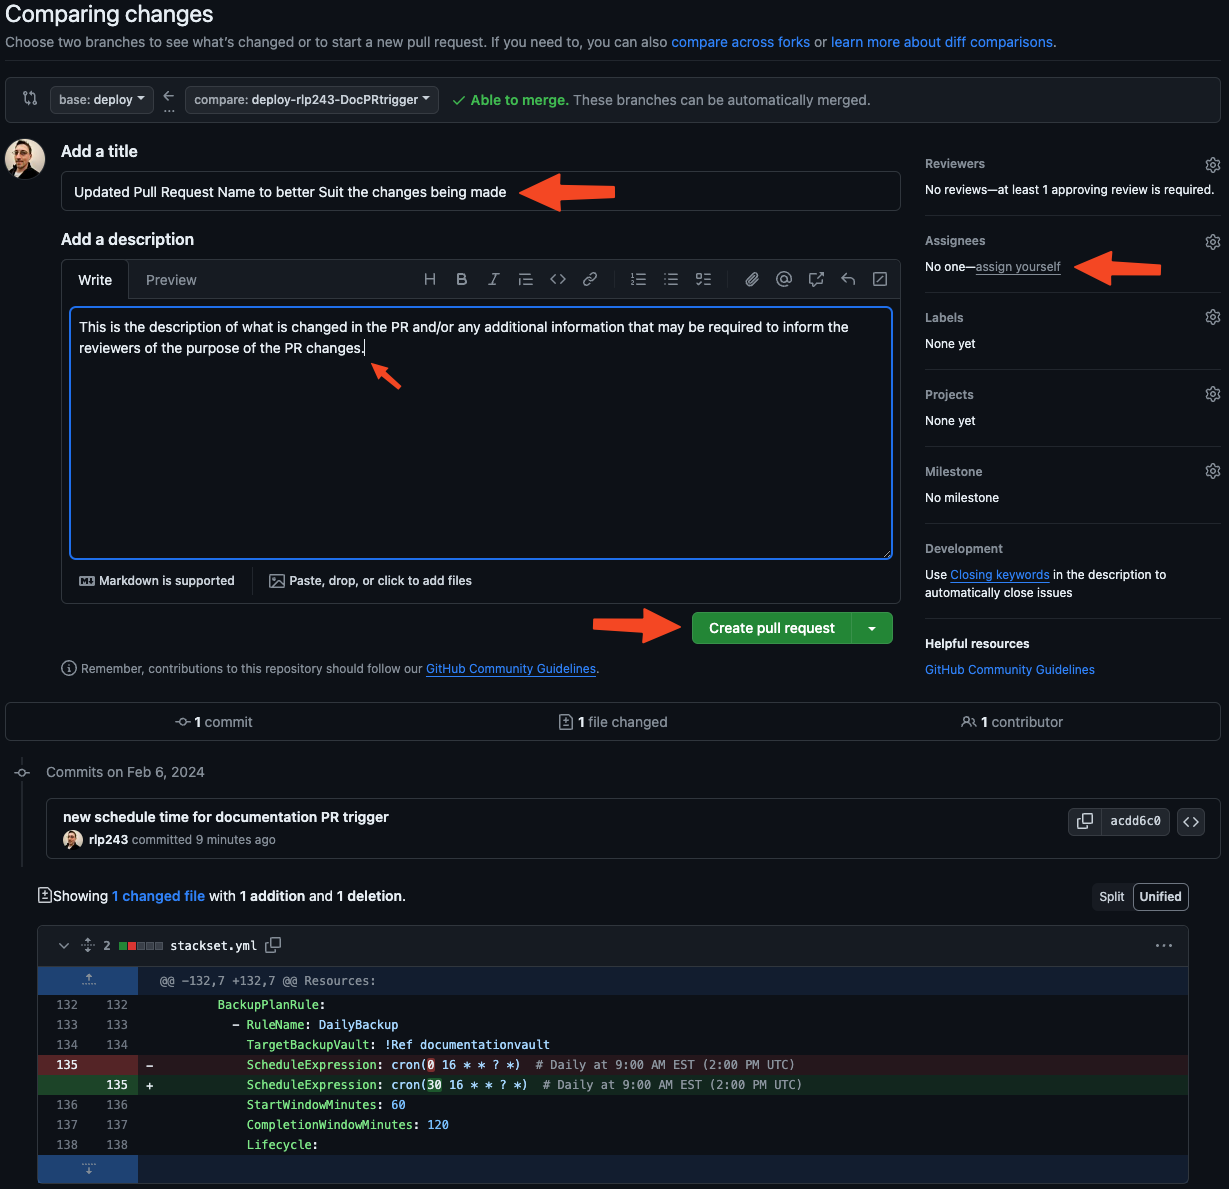 Comparing changes
Choose two branches to see what's changed or to start a new pull request. If you need to, you can also compare across forks or learn more about diff comparisons.
base: deploy
...
compare: deploy-rlp243-DocPRtrigger
Able to merge. These branches can be automatically merged.
Add a title
Updated Pull Request Name to better Suit the changes being made
Add a description
Write
Preview
This is the description of what is changed in the PR and/or any additional information that may be required to inform the
reviewers of the purpose of the PR changes.
Markdown is supported
Paste, drop, or click to add files
Create pull request
Remember, contributions to this repository should follow our GitHub Community Guidelines.
Reviewers
No reviews—at least 1 approving review is required.
Assignees
No one—assign yourself
Labels
None yet
Projects
None yet
Milestone
No milestone
Development
Use Closing keywords in the description to
automatically close issues
Helpful resources
GitHub Community Guidelines
1 commit
1 file changed
1 contributor
Commits on Feb 6, 2024
new schedule time for documentation PR trigger
rlp243 committed 9 minutes ago
acdd6c0
Showing 1 changed file with 1 addition and 1 deletion.
Split
Unified
2 stackset.yml
@@ -132,7 +132,7 @@ Resources:
132 132 BackupPlanRule:
133 133 - RuleName: DailyBackup
134 134 TargetBackupVault: !Ref documentationvault
135 - ScheduleExpression: cron(0 16 * * ? *) # Daily at 9:00 AM EST (2:00 PM UTC)
135 + ScheduleExpression: cron(30 16 * * ? *) # Daily at 9:00 AM EST (2:00 PM UTC)
136 136 StartWindowMinutes: 60
137 137 CompletionWindowMinutes: 120
138 138 Lifecycle: